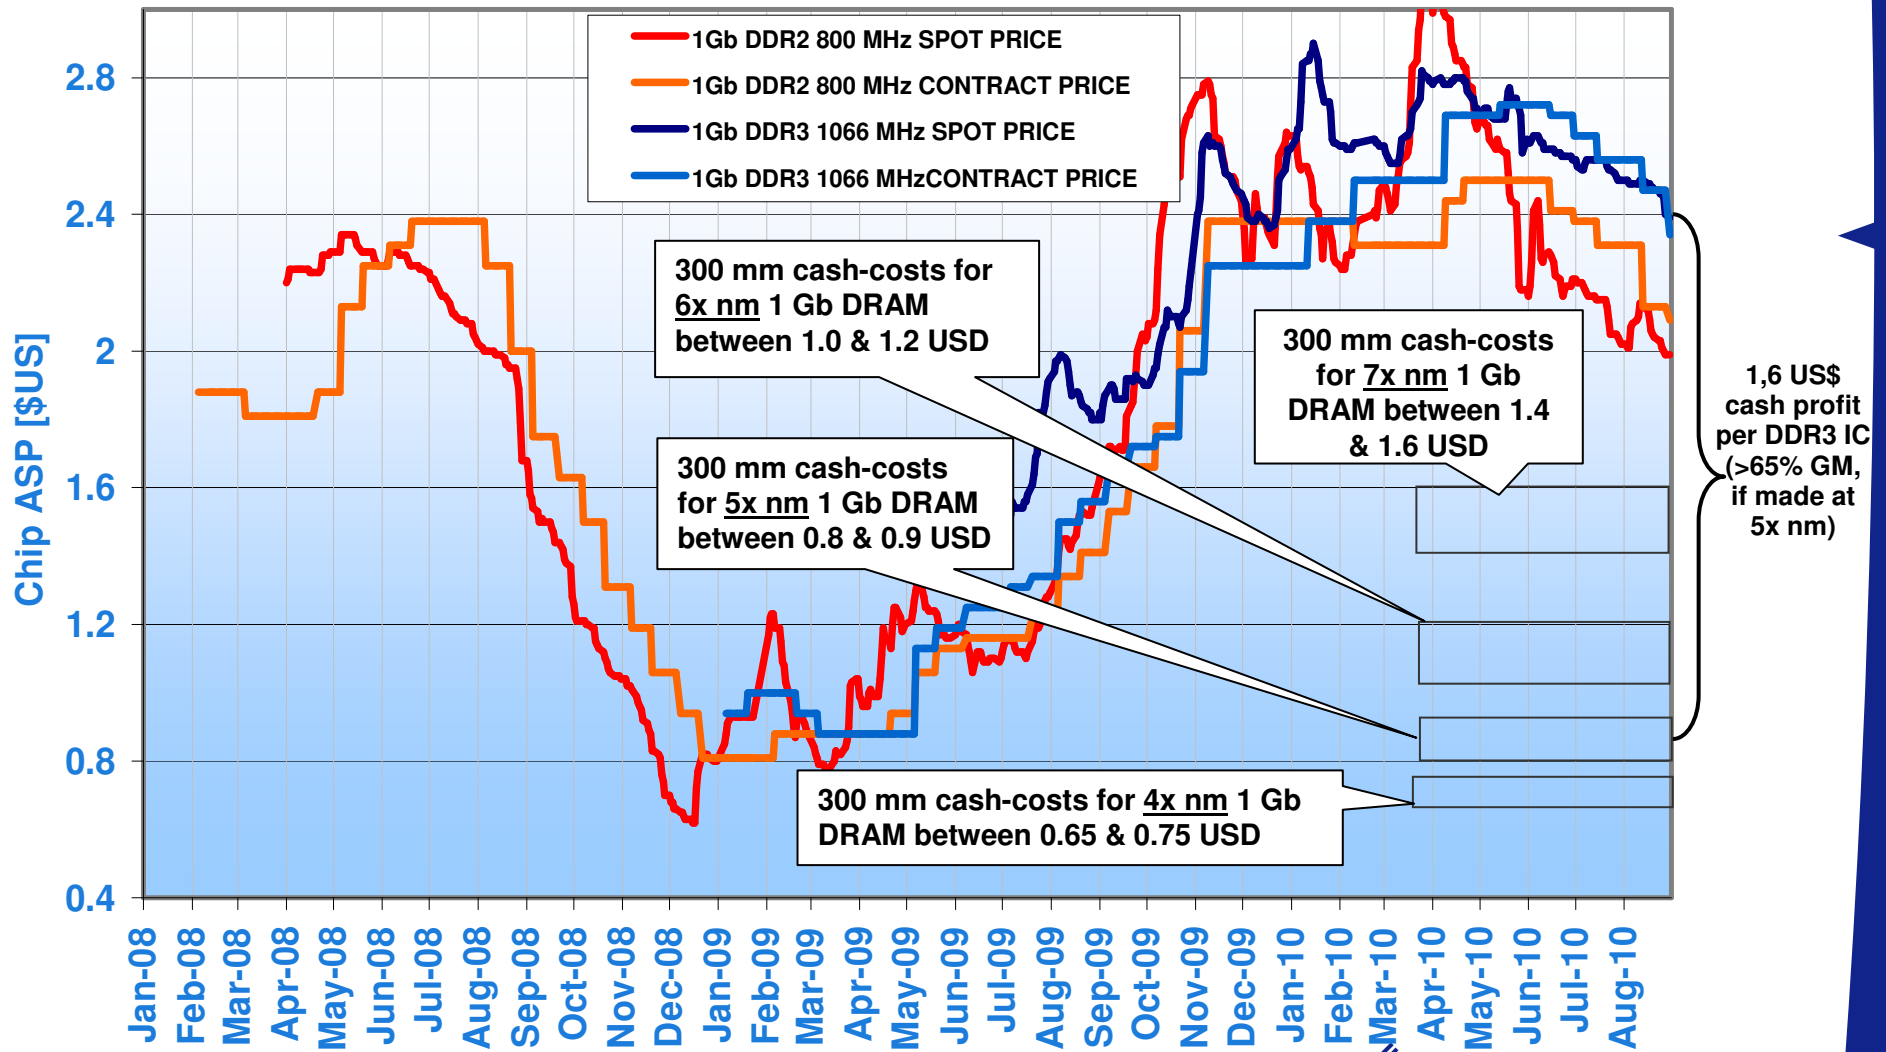 1Gb DDR2 800 MHz SPOT PRICE
1Gb DDR2 800 MHz CONTRACT PRICE
1Gb DDR3 1066 MHz SPOT PRICE
1Gb DDR3 1066 MHzCONTRACT PRICE
Chip ASP [$US]
2.8
2.4
2
1.6
1.2
0.8
0.4
300 mm cash-costs for
6x nm 1 Gb DRAM
between 1.0 & 1.2 USD
300 mm cash-costs
for 7x nm 1 Gb
DRAM between 1.4
& 1.6 USD
300 mm cash-costs
for 5x nm 1 Gb DRAM
between 0.8 & 0.9 USD
300 mm cash-costs for 4x nm 1 Gb
DRAM between 0.65 & 0.75 USD
1,6 US$
cash profit
per DDR3 IC
(>65% GM,
if made at
5x nm)
Jan-08
Feb-08
Mar-08
Apr-08
May-08
Jun-08
Jul-08
Aug-08
Sep-08
Oct-08
Nov-08
Dec-08
Jan-09
Feb-09
Mar-09
Apr-09
May-09
Jun-09
Jul-09
Aug-09
Sep-09
Oct-09
Nov-09
Dec-09
Jan-10
Feb-10
Mar-10
Apr-10
May-10
Jun-10
Jul-10
Aug-10